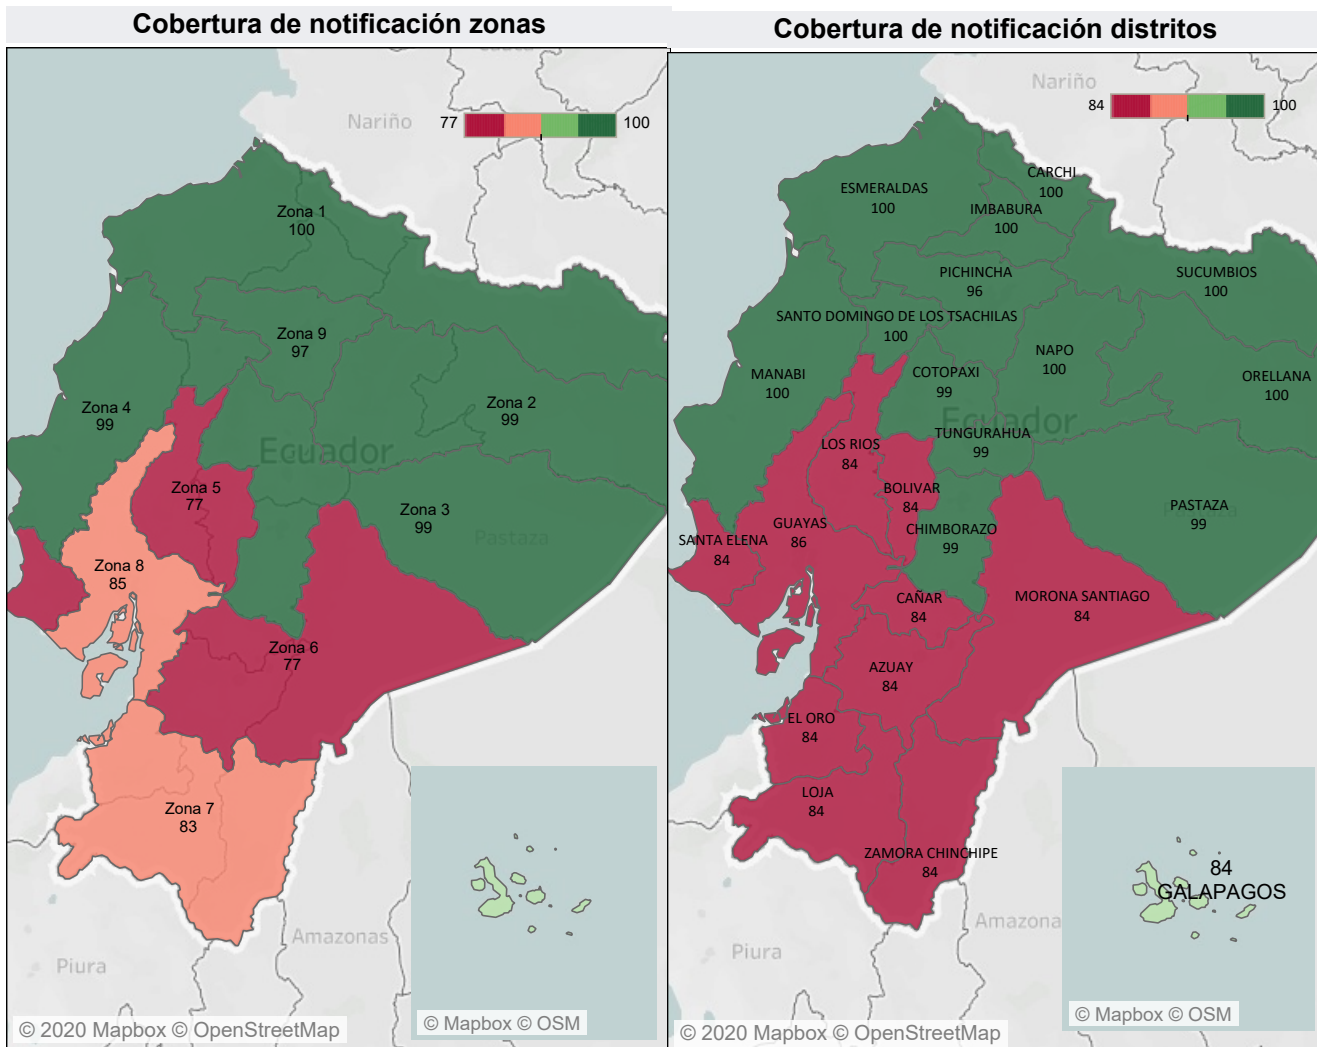 Cobertura de notificación zonas
Nariño
77
100
Zona 1
100
Zona 9
97
Zona 4
99
Zona 2
99
Ecuador
Zona 5
77
Zona 3
99
Pastaza
Zona 8
85
Zona 6
77
Zona 7
83
Amazonas
Piura
© 2020 Mapbox © OpenStreetMap
© Mapbox © OSM
Cobertura de notificación distritos
Nariño
84
100
CARCHI
100
ESMERALDAS
100
IMBABURA
100
PICHINCHA
96
SUCUMBIOS
100
SANTO DOMINGO DE LOS TSACHILAS
100
NAPO
100
MANABI
100
COTOPAXI
99
ORELLANA
100
Ecuador
TUNGURAHUA
99
LOS RIOS
84
BOLIVAR
84
PASTAZA
99
GUAYAS
86
CHIMBORAZO
99
SANTA ELENA
84
CAÑAR
84
MORONA SANTIAGO
84
AZUAY
84
EL ORO
84
LOJA
84
ZAMORA CHINCHIPE
84
84
GALAPAGOS
Amazona
Piura
© 2020 Mapbox © OpenStreetMap
© Mapbox © OSM